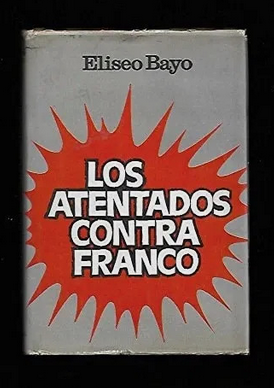 Eliseo Bayo
LOS
ATENTADOS
CONTRA
FRANCO